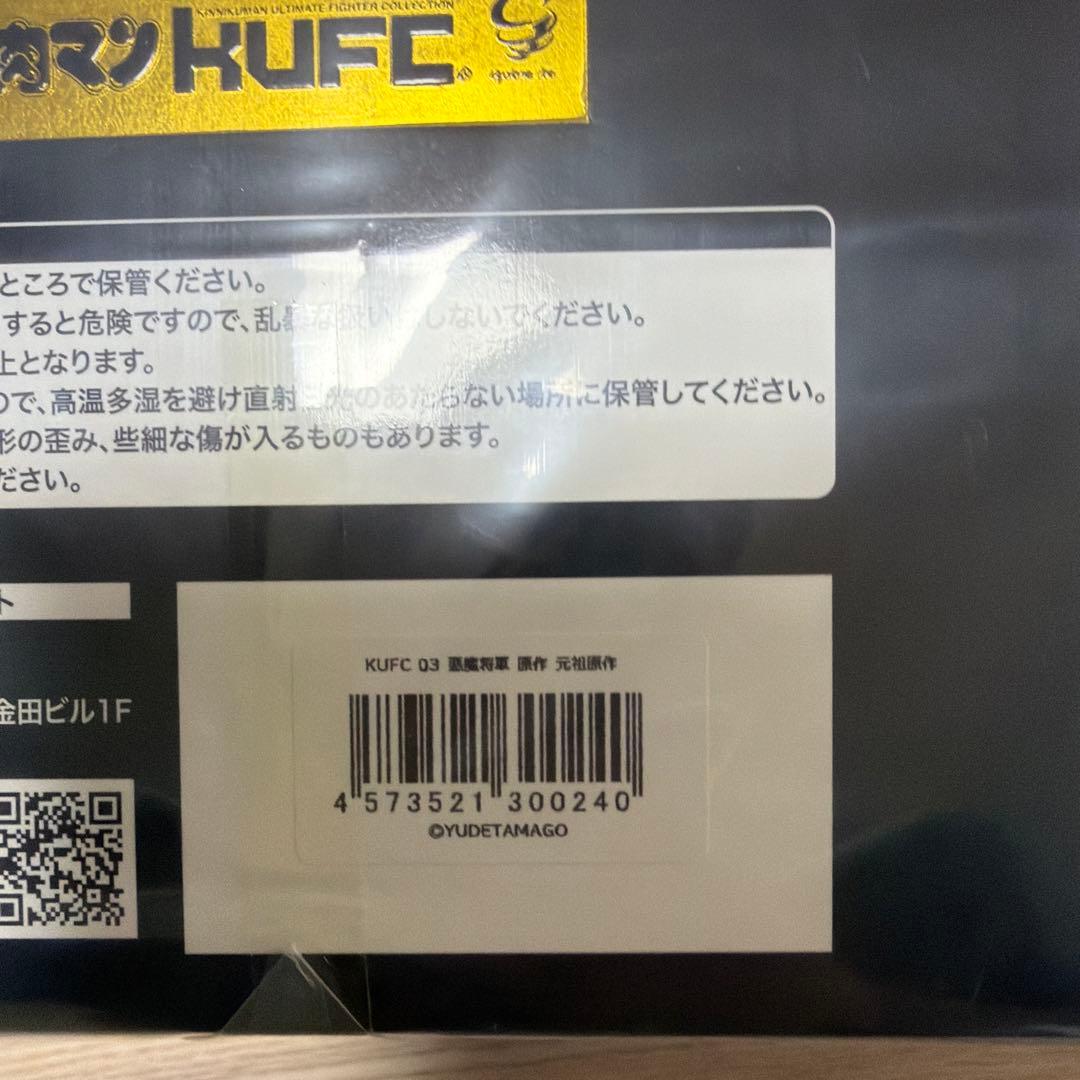 KINNIKUMAN ULTIMATE FIGHTER COLLECTION
肉マン KUFC
ところで保管ください。
すると危険ですので、乱暴な扱いはしないでください。
上となります。
ので、高温多湿を避け直射日光のあたらない場所に保管してください。
形の歪み、些細な傷が入るものもあります。
ださい。
ト
金田ビル1F
KUFC 03 悪魔将軍 原作 元祖原作
4 573521 300240
©YUDETAMAGO